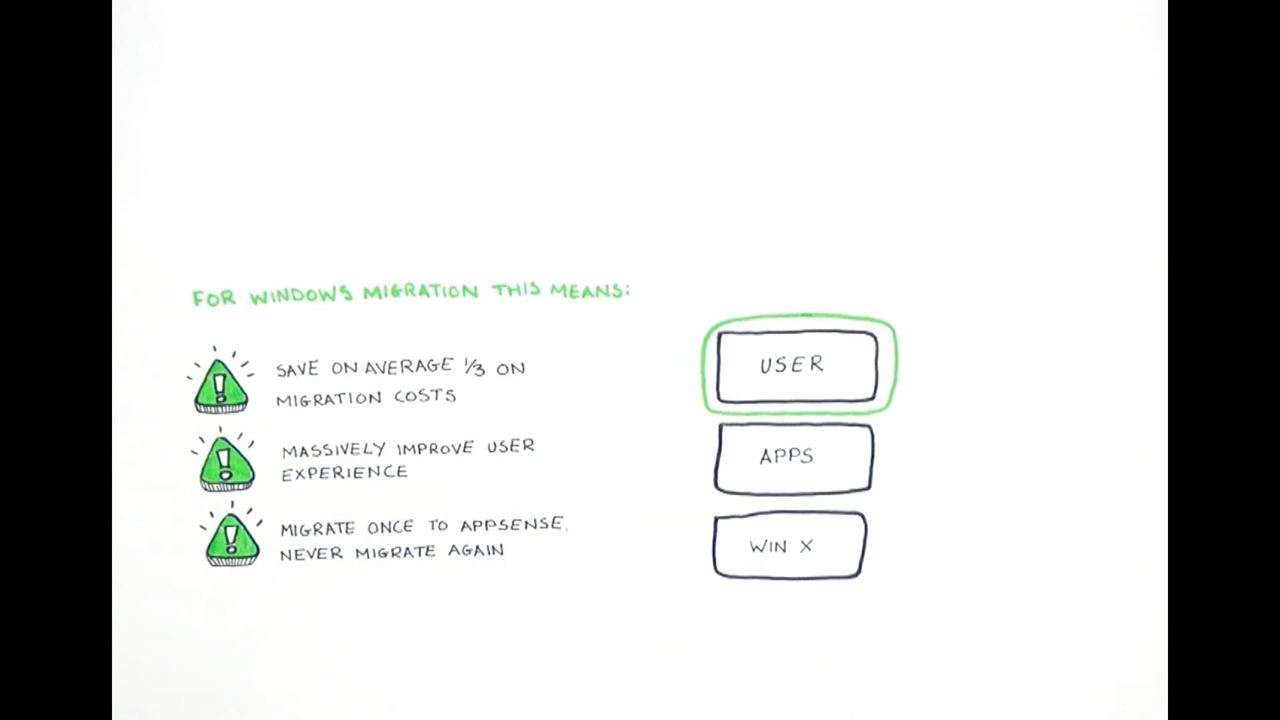 FOR WINDOWS MIGRATION THIS MEANS:
SAVE ON AVERAGE 1/3 ON
MIGRATION COSTS
MASSIVELY IMPROVE USER
EXPERIENCE
MIGRATE ONCE TO APPSENSE,
NEVER MIGRATE AGAIN
USER
APPS
WIN X